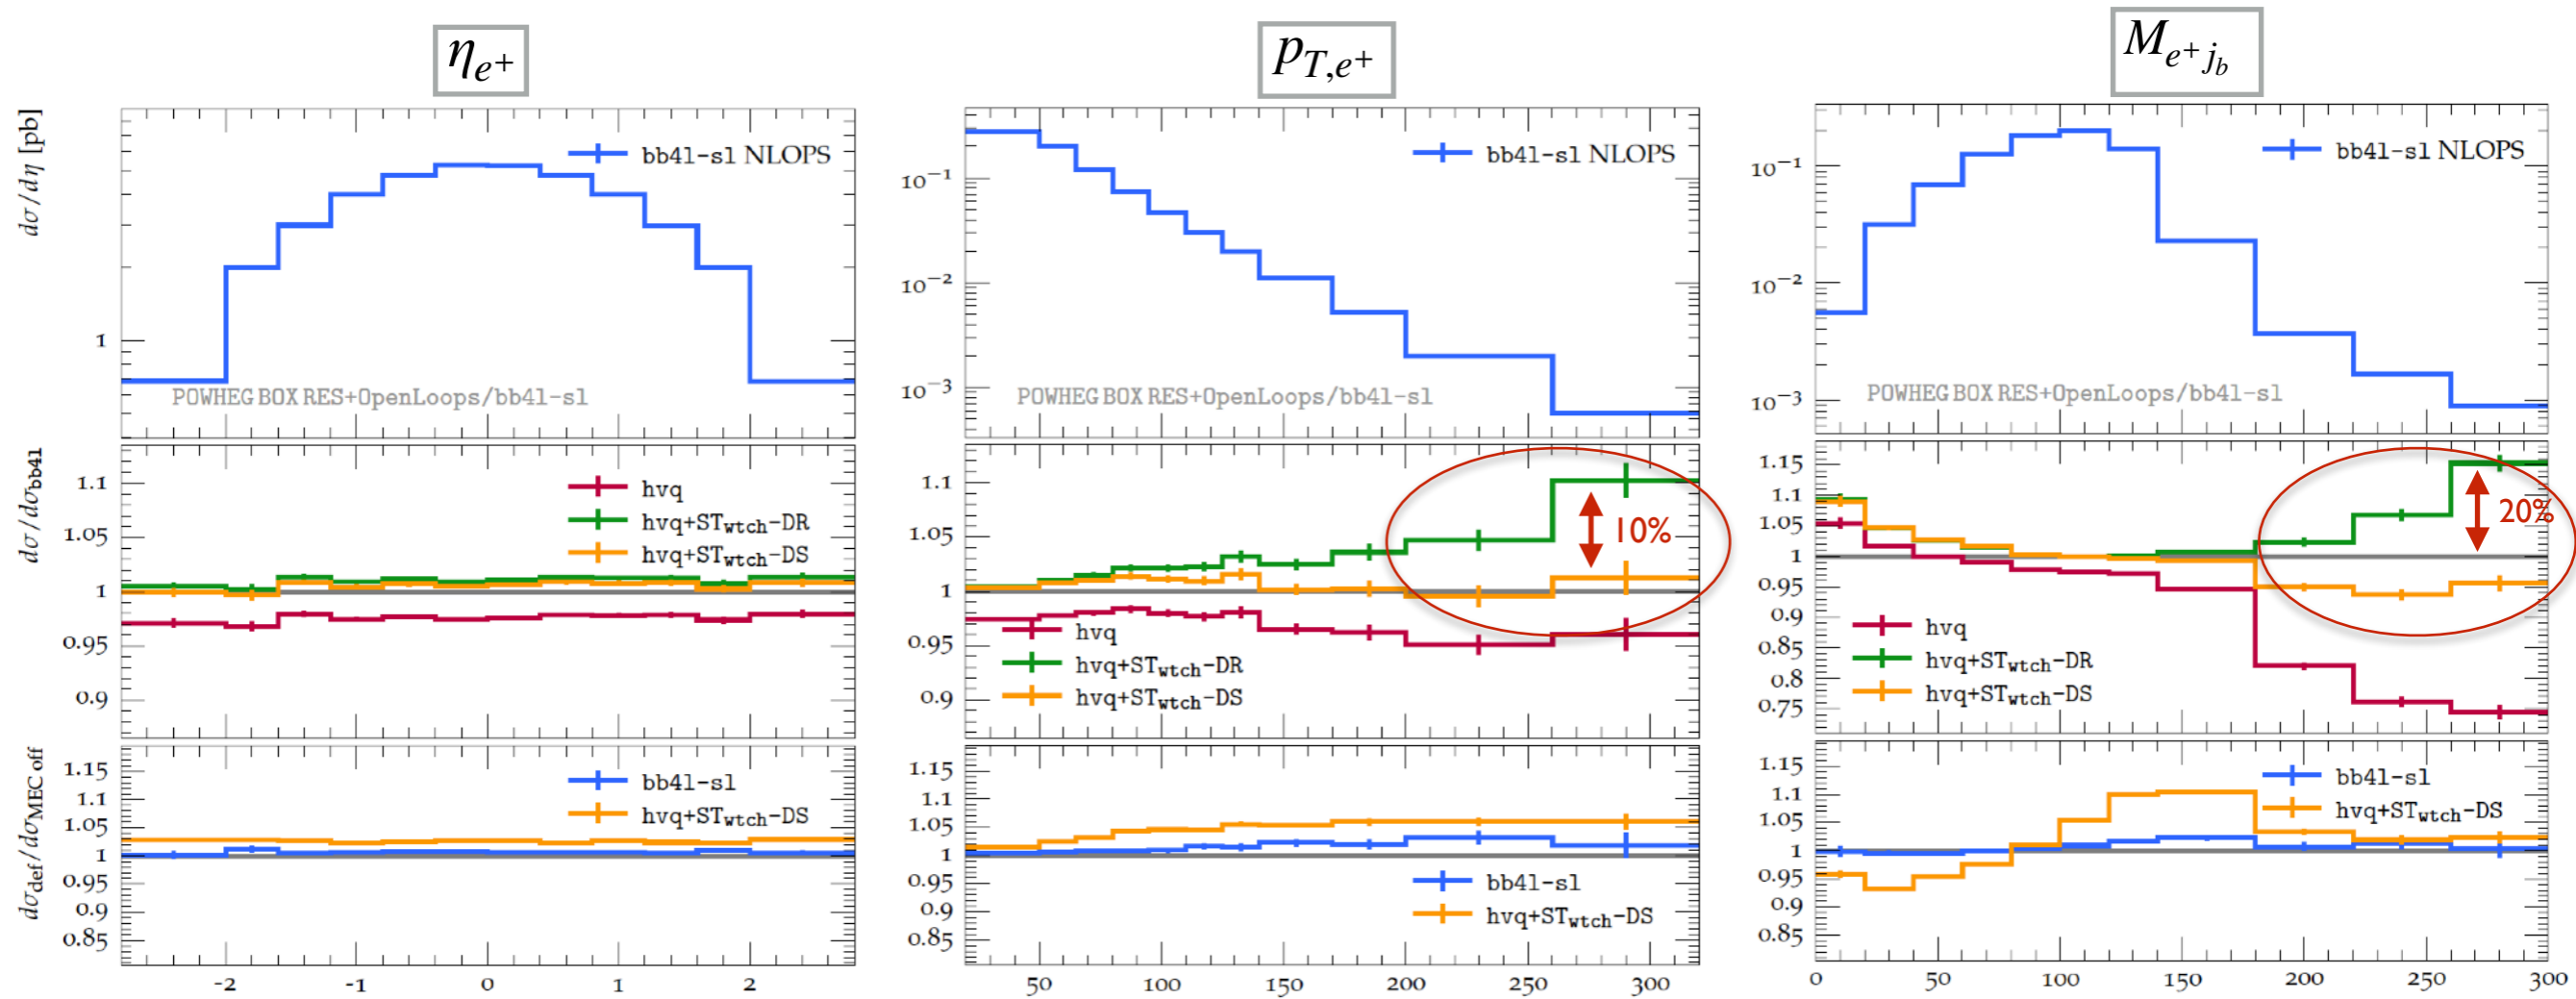 η_{e⁺}
p_{T,e⁺}
M_{e⁺j_b}
dσ/dη [pb]
1
bb4l-sl NLOPS
POWHEG BOX RES+OpenLoops/bb4l-sl
10⁻¹
10⁻²
10⁻³
bb4l-sl NLOPS
POWHEG BOX RES+OpenLoops/bb4l-sl
10⁻¹
10⁻²
10⁻³
bb4l-sl NLOPS
POWHEG BOX RES+OpenLoops/bb4l-sl
dσ/dσ_{bb4l}
1.1
1.05
1
0.95
0.9
hvq
hvq+ST_{wtch}-DR
hvq+ST_{wtch}-DS
1.1
1.05
1
0.95
0.9
10%
hvq
hvq+ST_{wtch}-DR
hvq+ST_{wtch}-DS
1.15
1.1
1.05
1
0.95
0.9
0.85
0.8
0.75
20%
hvq
hvq+ST_{wtch}-DR
hvq+ST_{wtch}-DS
dσ_{def}/dσ_{MEC off}
1.15
1.1
1.05
1
0.95
0.9
0.85
bb4l-sl
hvq+ST_{wtch}-DS
-2 -1 0 1 2
1.15
1.1
1.05
1
0.95
0.9
0.85
bb4l-sl
hvq+ST_{wtch}-DS
50 100 150 200 250 300
1.15
1.1
1.05
1
0.95
0.9
0.85
bb4l-sl
hvq+ST_{wtch}-DS
0 50 100 150 200 250 300